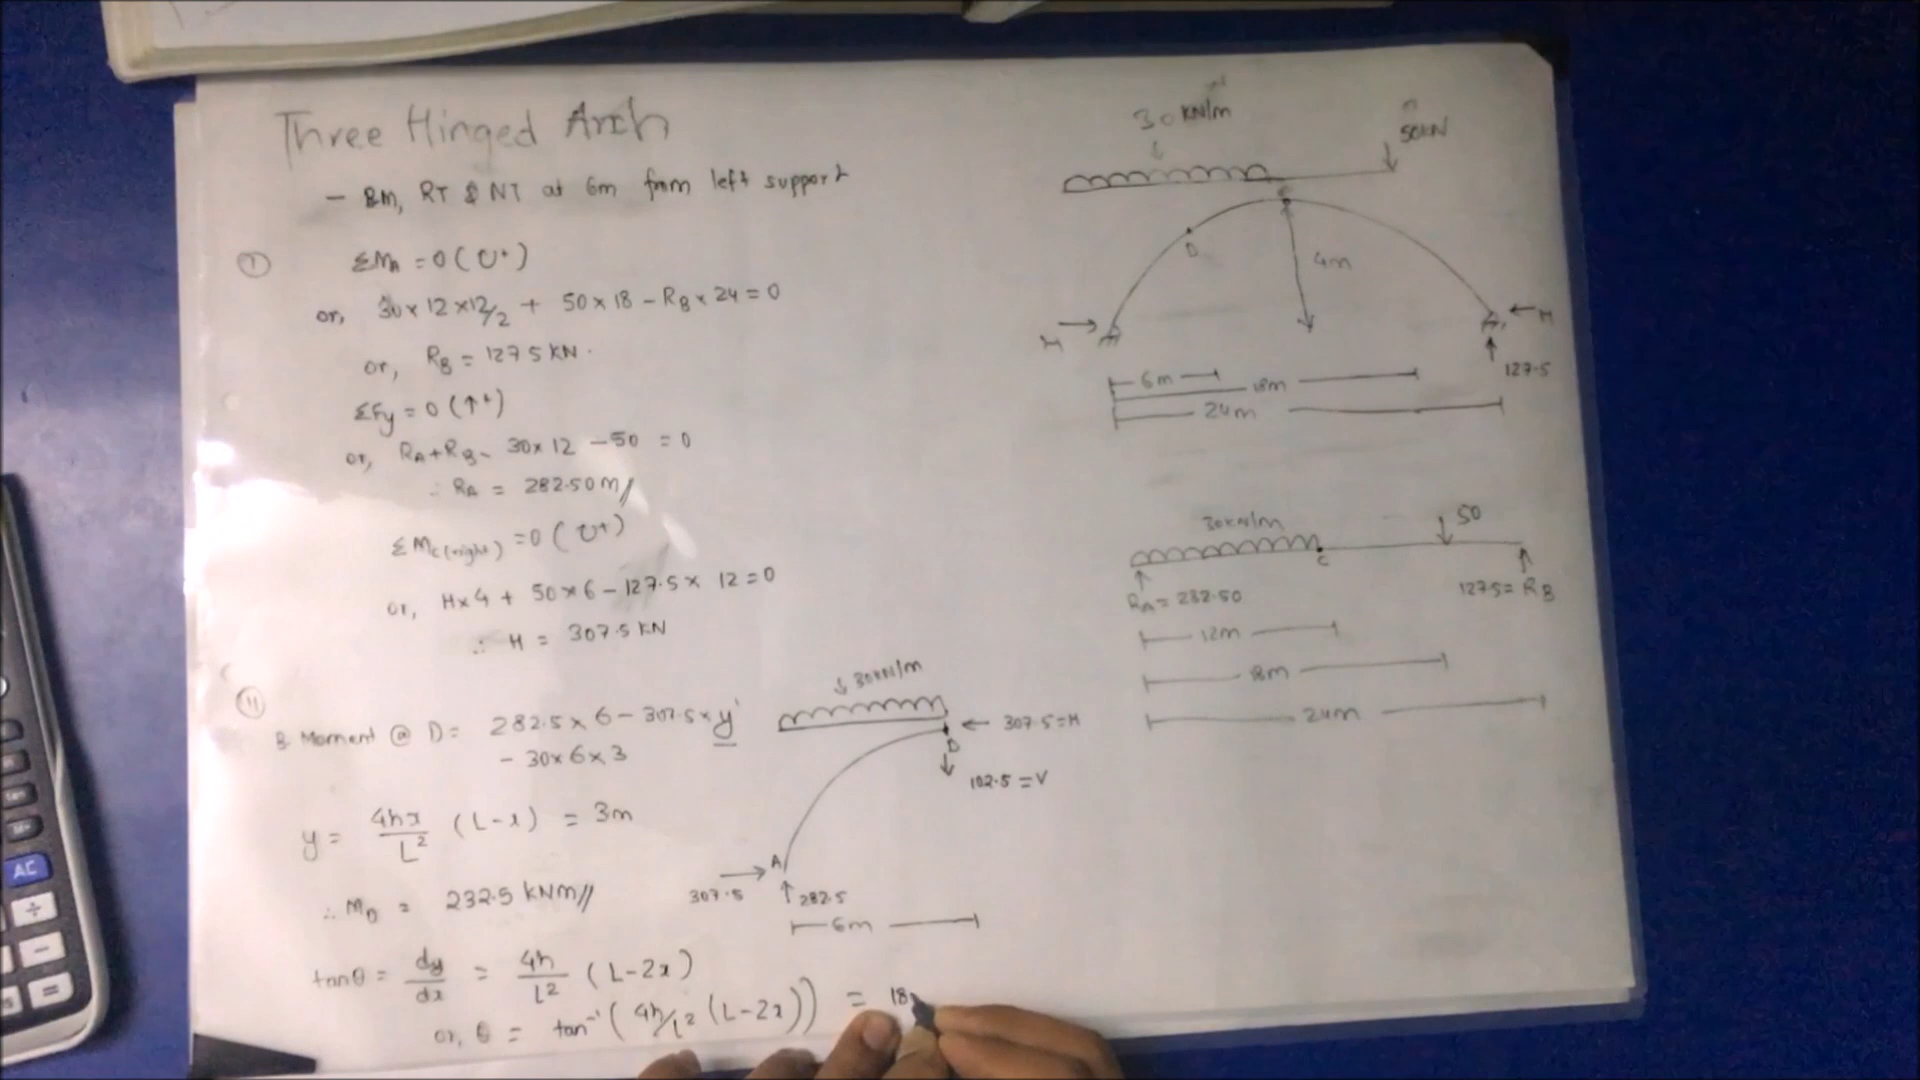 Three Hinged Arch
- BM, RT & NT at 6m from left support
I
ΣMA = 0 (↻+)
or, 30 x 12 x 12/2 + 50 x 18 - RB x 24 = 0
or, RB = 127.5 KN.
ΣFy = 0 (↑+)
or, RA + RB - 30 x 12 - 50 = 0
∴ RA = 282.50 m//
ΣMc(right) = 0 (↻+)
or, H x 4 + 50 x 6 - 127.5 x 12 = 0
∴ H = 307.5 KN
II
B. Moment @ D = 282.5 x 6 - 307.5 x y
- 30 x 6 x 3
y = 4hx/L² (L-x) = 3m
∴ MD = 232.5 KNm//
tanθ = dy/dx = 4h/L² (L-2x)
or, θ = tan⁻¹(4h/L² (L-2x)) = 18
30 KN/m
50KN
C
D
4m
H
H
127.5
6m
18m
24m
30KN/m
50
C
RA = 282.50
127.5 = RB
12m
18m
24m
30KN/m
307.5 = H
D
102.5 = V
A
307.5
282.5
6m
AC
÷
−
=